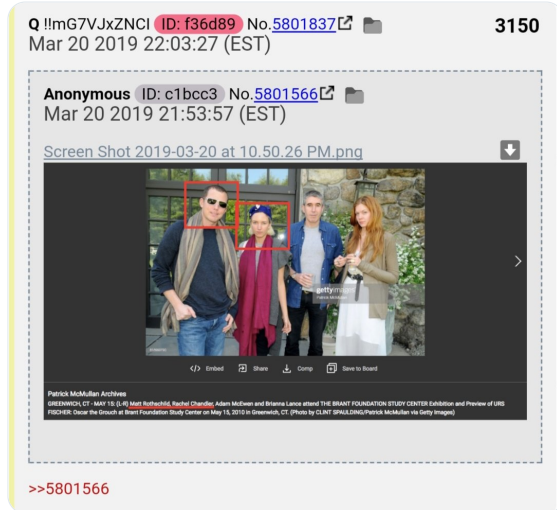 Q !!mG7VJxZNCI ID: f36d89 No.5801837 3150
Mar 20 2019 22:03:27 (EST)
Anonymous ID: c1bcc3 No.5801566
Mar 20 2019 21:53:57 (EST)
Screen Shot 2019-03-20 at 10.50.26 PM.png
gettyimages
Patrick McMullan
</> Embed Share Comp Save to Board
Patrick McMullan Archives
GREENWICH, CT - MAY 15: (L-R) Matt Rothschild, Rachel Chandler, Adam McEwen and Brianna Lance attend THE BRANT FOUNDATION STUDY CENTER Exhibition and Preview of URS
FISCHER: Oscar the Grouch at Brant Foundation Study Center on May 15, 2010 in Greenwich, CT. (Photo by CLINT SPAULDING/Patrick McMullan via Getty Images)
>>5801566